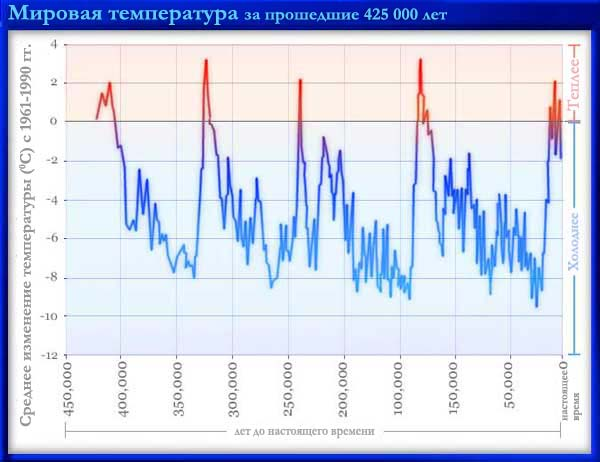 Мировая температура за прошедшие 425 000 лет
Среднее изменение температуры (⁰C) с 1961-1990 гг.
4
2
0
-2
-4
-6
-8
-10
-12
Теплее
Холоднее
450,000
400,000
350,000
300,000
250,000
200,000
100,000
150,000
50,000
0
настоящее
время
лет до настоящего времени